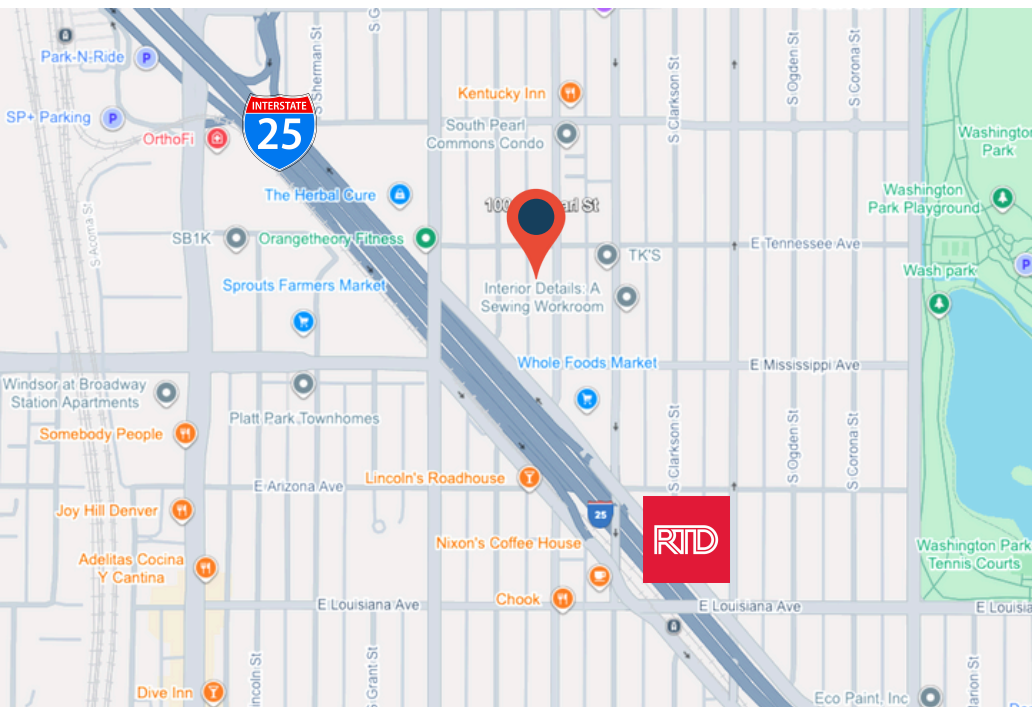 S G
Park-N-Ride
P
S Sherman St
Kentucky Inn
S Clarkson St
S Ogden St
S Corona St
SP+ Parking
P
INTERSTATE
25
OrthoFi
South Pearl
Commons Condo
Washington
Park
The Herbal Cure
Washington
Park Playground
St
S Acoma St
SB1K
Orangetheory Fitness
TK'S
E Tennessee Ave
Wash park
P
Sprouts Farmers Market
Interior Details: A
Sewing Workroom
Whole Foods Market
E Mississippi Ave
Windsor at Broadway
Station Apartments
Platt Park Townhomes
Somebody People
S Clarkson St
S Ogden St
S Corona St
Lincoln's Roadhouse
E Arizona Ave
Joy Hill Denver
25
RTD
Nixon's Coffee House
Washington Park
Tennis Courts
Adelitas Cocina
Y Cantina
Chook
E Louisiana Ave
E Louisiana Ave
E Louisia
incoln St
S Grant St
arion St
Dive Inn
Eco Paint, Inc